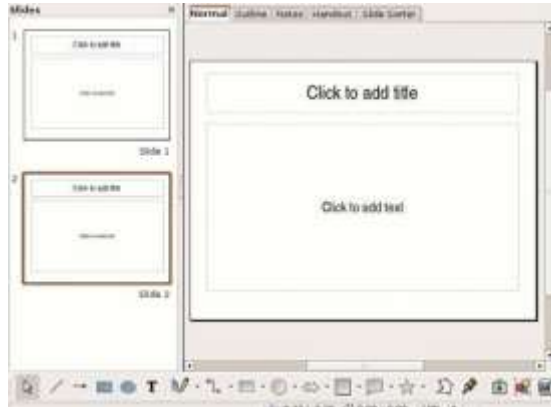 Slides
Normal Outline Notes Handout Slide Sorter
1
Click to add title
Slide 1
2
Click to add title
Slide 2
Click to add title
Click to add text
T